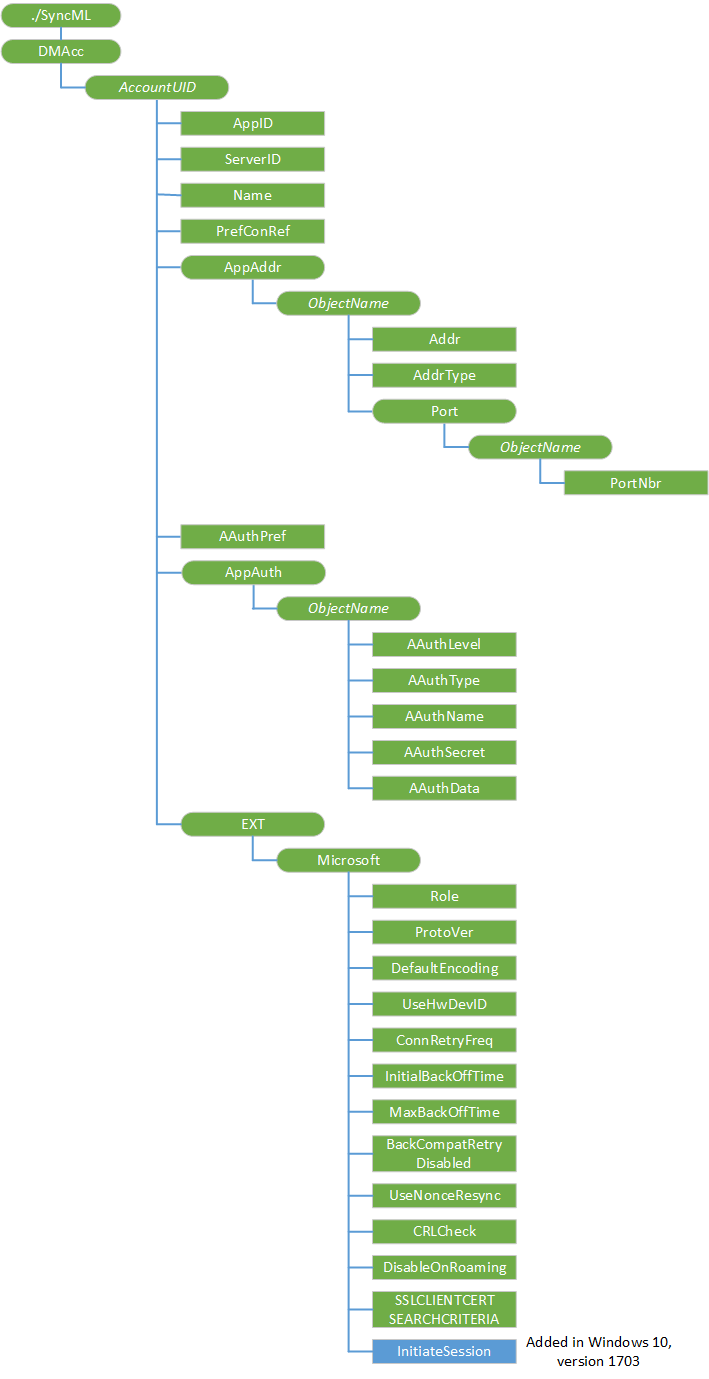 ./SyncML
DMAcc
AccountUID
AppID
ServerID
Name
PrefConRef
AppAddr
ObjectName
Addr
AddrType
Port
ObjectName
PortNbr
AAuthPref
AppAuth
ObjectName
AAuthLevel
AAuthType
AAuthName
AAuthSecret
AAuthData
EXT
Microsoft
Role
ProtoVer
DefaultEncoding
UseHwDevID
ConnRetryFreq
InitialBackOffTime
MaxBackOffTime
BackCompatRetry
Disabled
UseNonceResync
CRLCheck
DisableOnRoaming
SSLCLIENTCERT
SEARCHCRITERIA
InitiateSession
Added in Windows 10,
version 1703